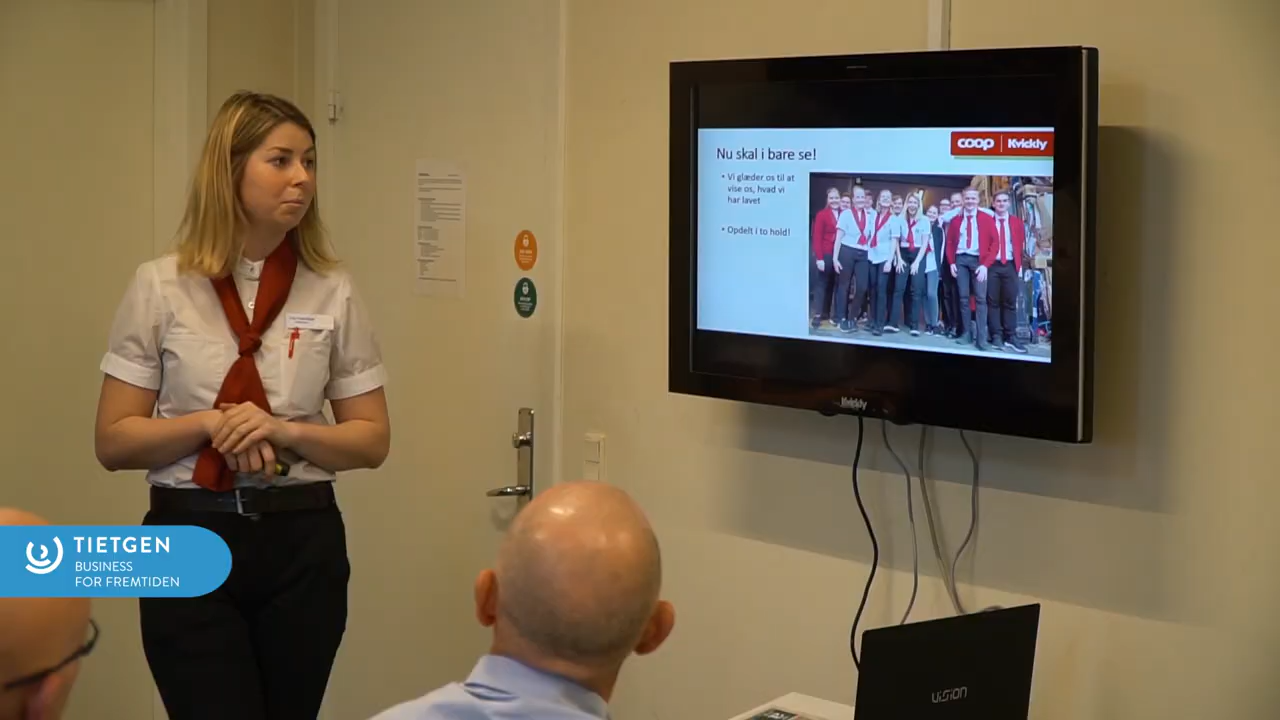 Nu skal i bare se!
coop Kvickly
• Vi glæder os til at
vise os, hvad vi
har lavet
• Opdelt i to hold!
Kvickly
TIETGEN
BUSINESS
FOR FREMTIDEN
VISION